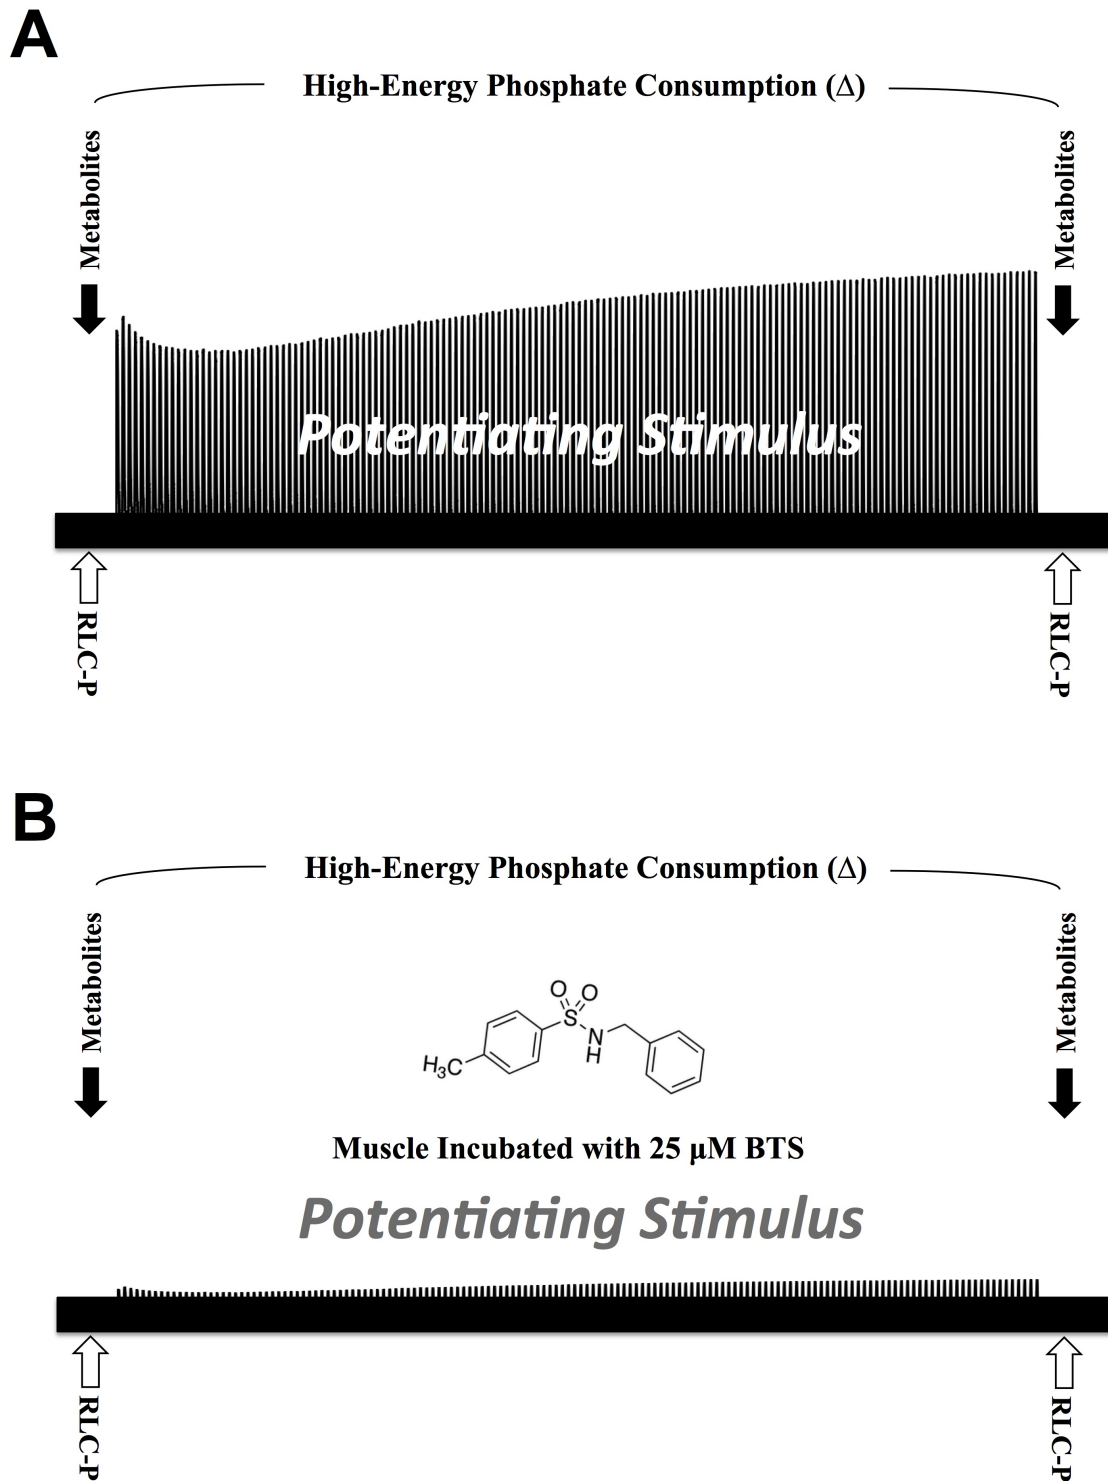 A
High-Energy Phosphate Consumption (Δ)
Metabolites
Metabolites
Potentiating Stimulus
RLC-P
RLC-P
B
High-Energy Phosphate Consumption (Δ)
Metabolites
Metabolites
O
O
S
N
H
H₃C
Muscle Incubated with 25 µM BTS
Potentiating Stimulus
RLC-P
RLC-P